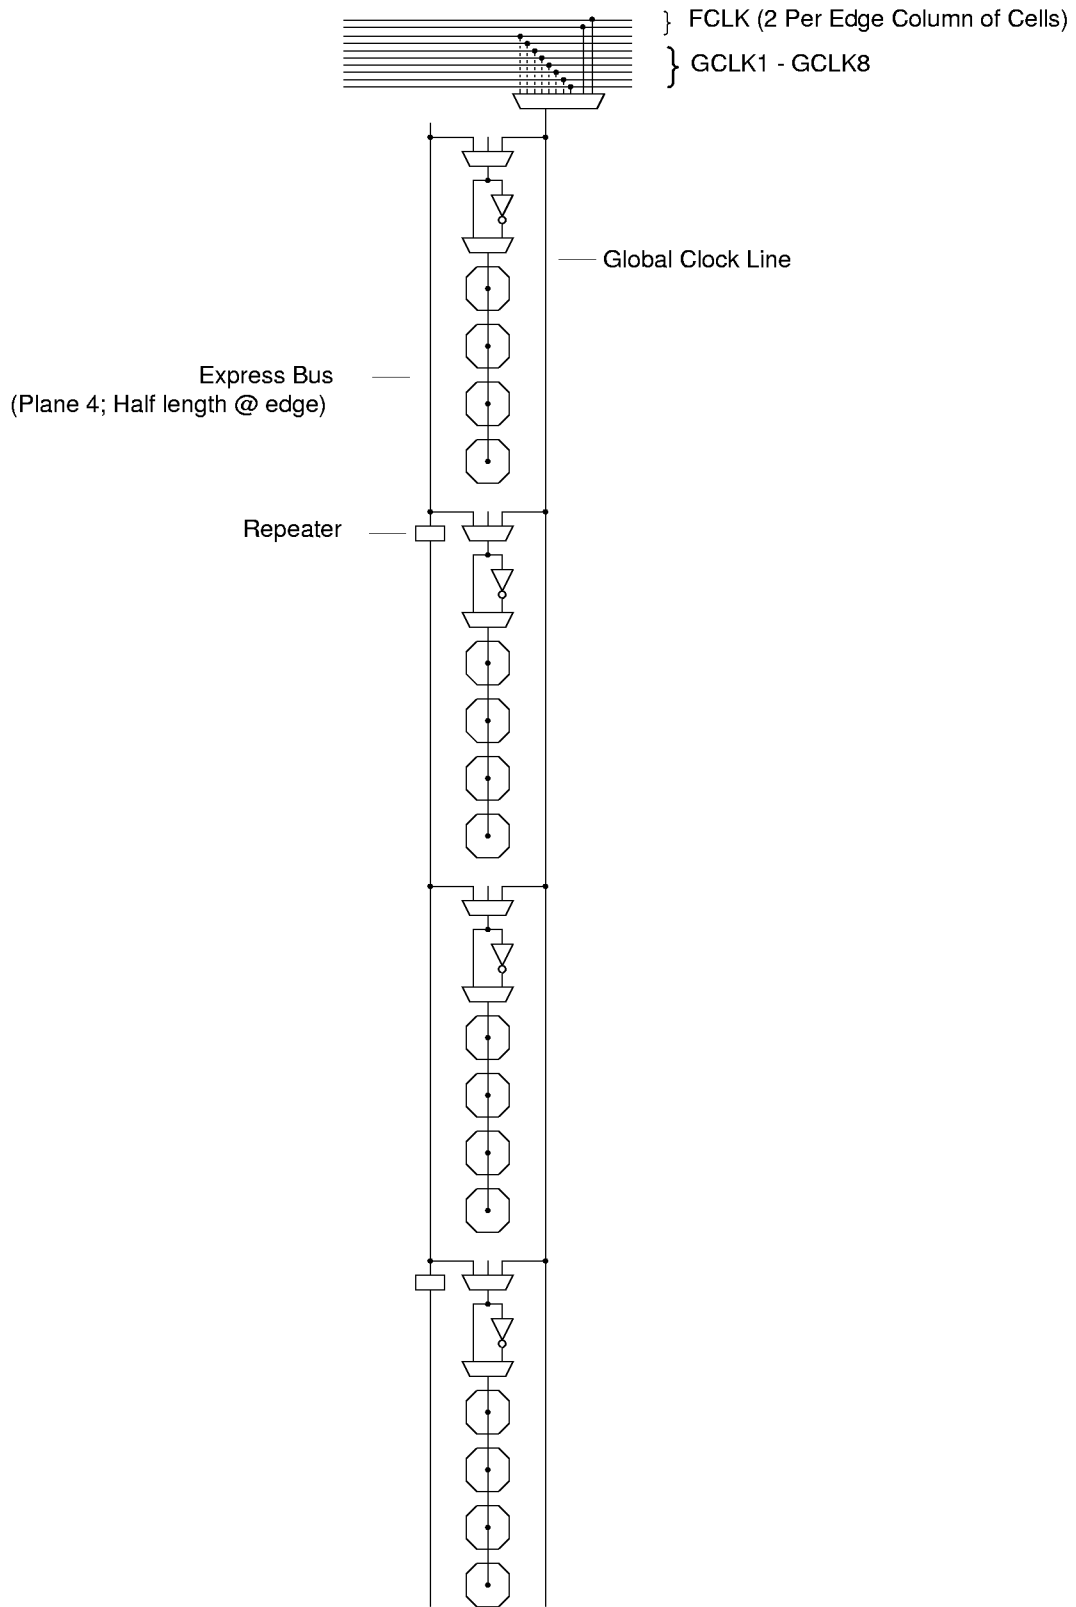 FCLK (2 Per Edge Column of Cells)
GCLK1 - GCLK8
Global Clock Line
Express Bus
(Plane 4; Half length @ edge)
Repeater